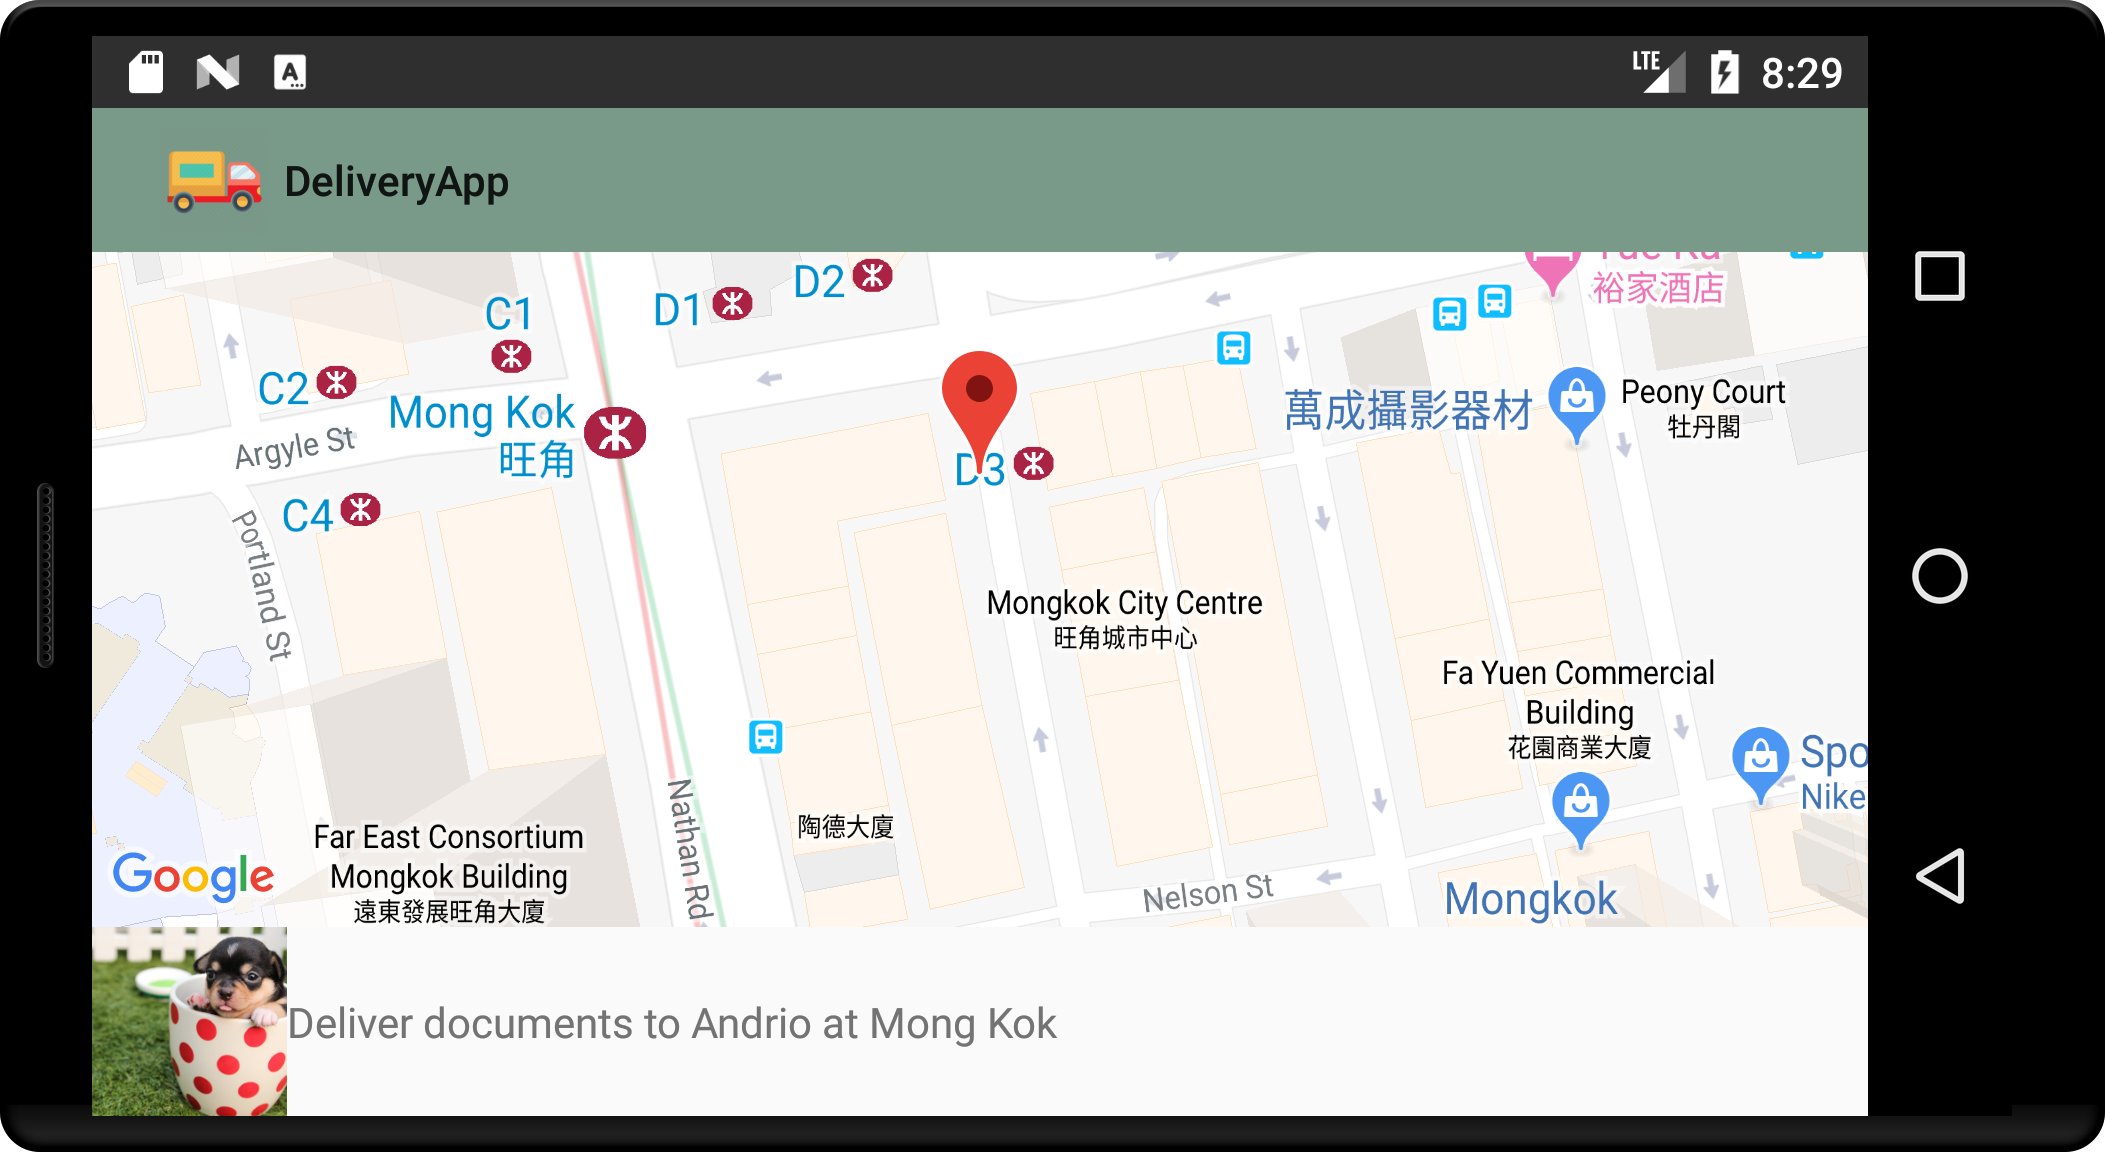 LTE 8:29
DeliveryApp
裕家酒店
D2
D1
C1
C2
Mong Kok
旺角
Argyle St
C4
Portland St
D3
萬成攝影器材
Peony Court
牡丹閣
Mongkok City Centre
旺角城市中心
Fa Yuen Commercial
Building
花園商業大廈
Spo
Nike
Nathan Rd
陶德大廈
Far East Consortium
Mongkok Building
遠東發展旺角大廈
Google
Nelson St
Mongkok
Deliver documents to Andrio at Mong Kok